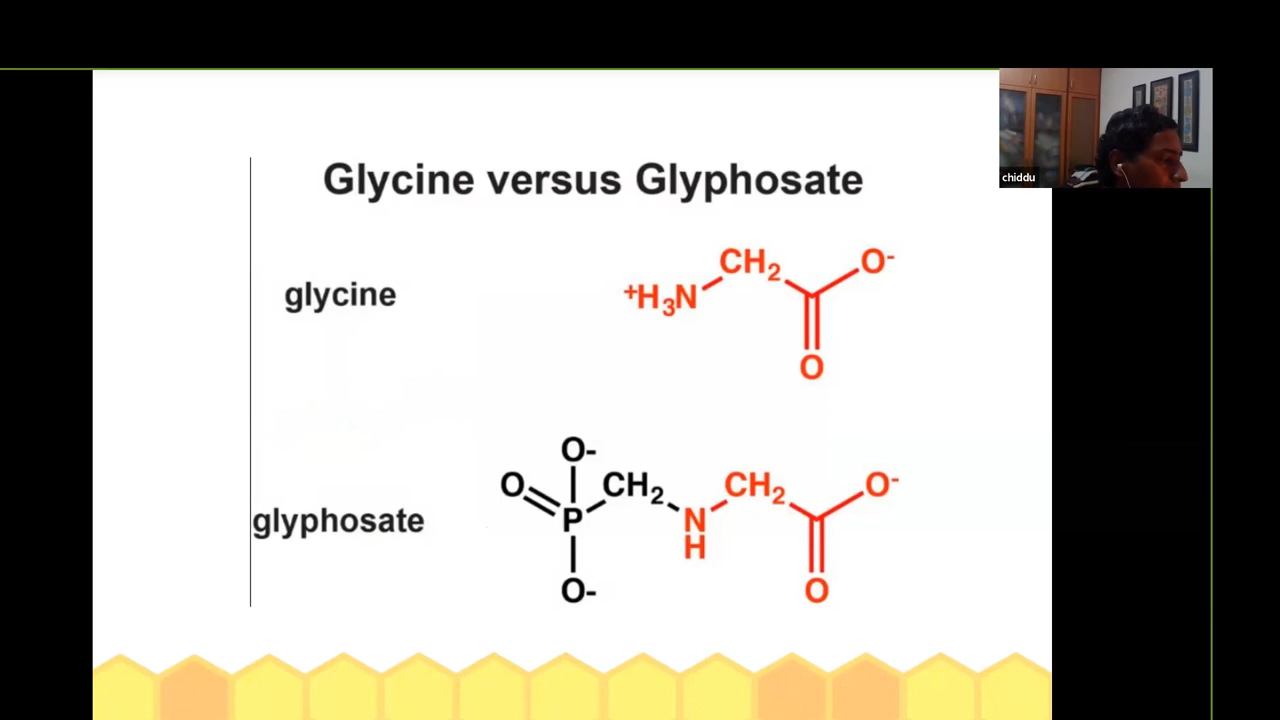 Glycine versus Glyphosate
chiddu
glycine
+H3N CH2 O- O
glyphosate
O- O P O- CH2 N H CH2 O- O